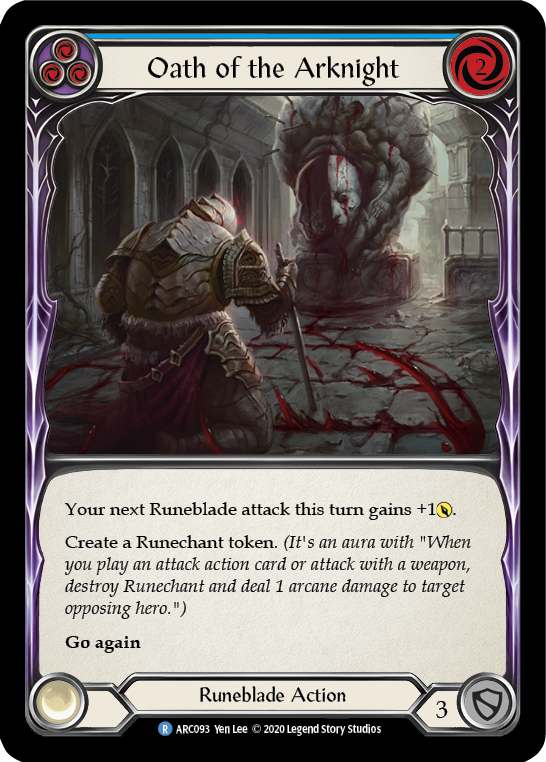 Oath of the Arknight
2
Your next Runeblade attack this turn gains +1.
Create a Runechant token. (It's an aura with "When
you play an attack action card or attack with a weapon,
destroy Runechant and deal 1 arcane damage to target
opposing hero.")
Go again
Runeblade Action
3
R ARC093 Yen Lee © 2020 Legend Story Studios